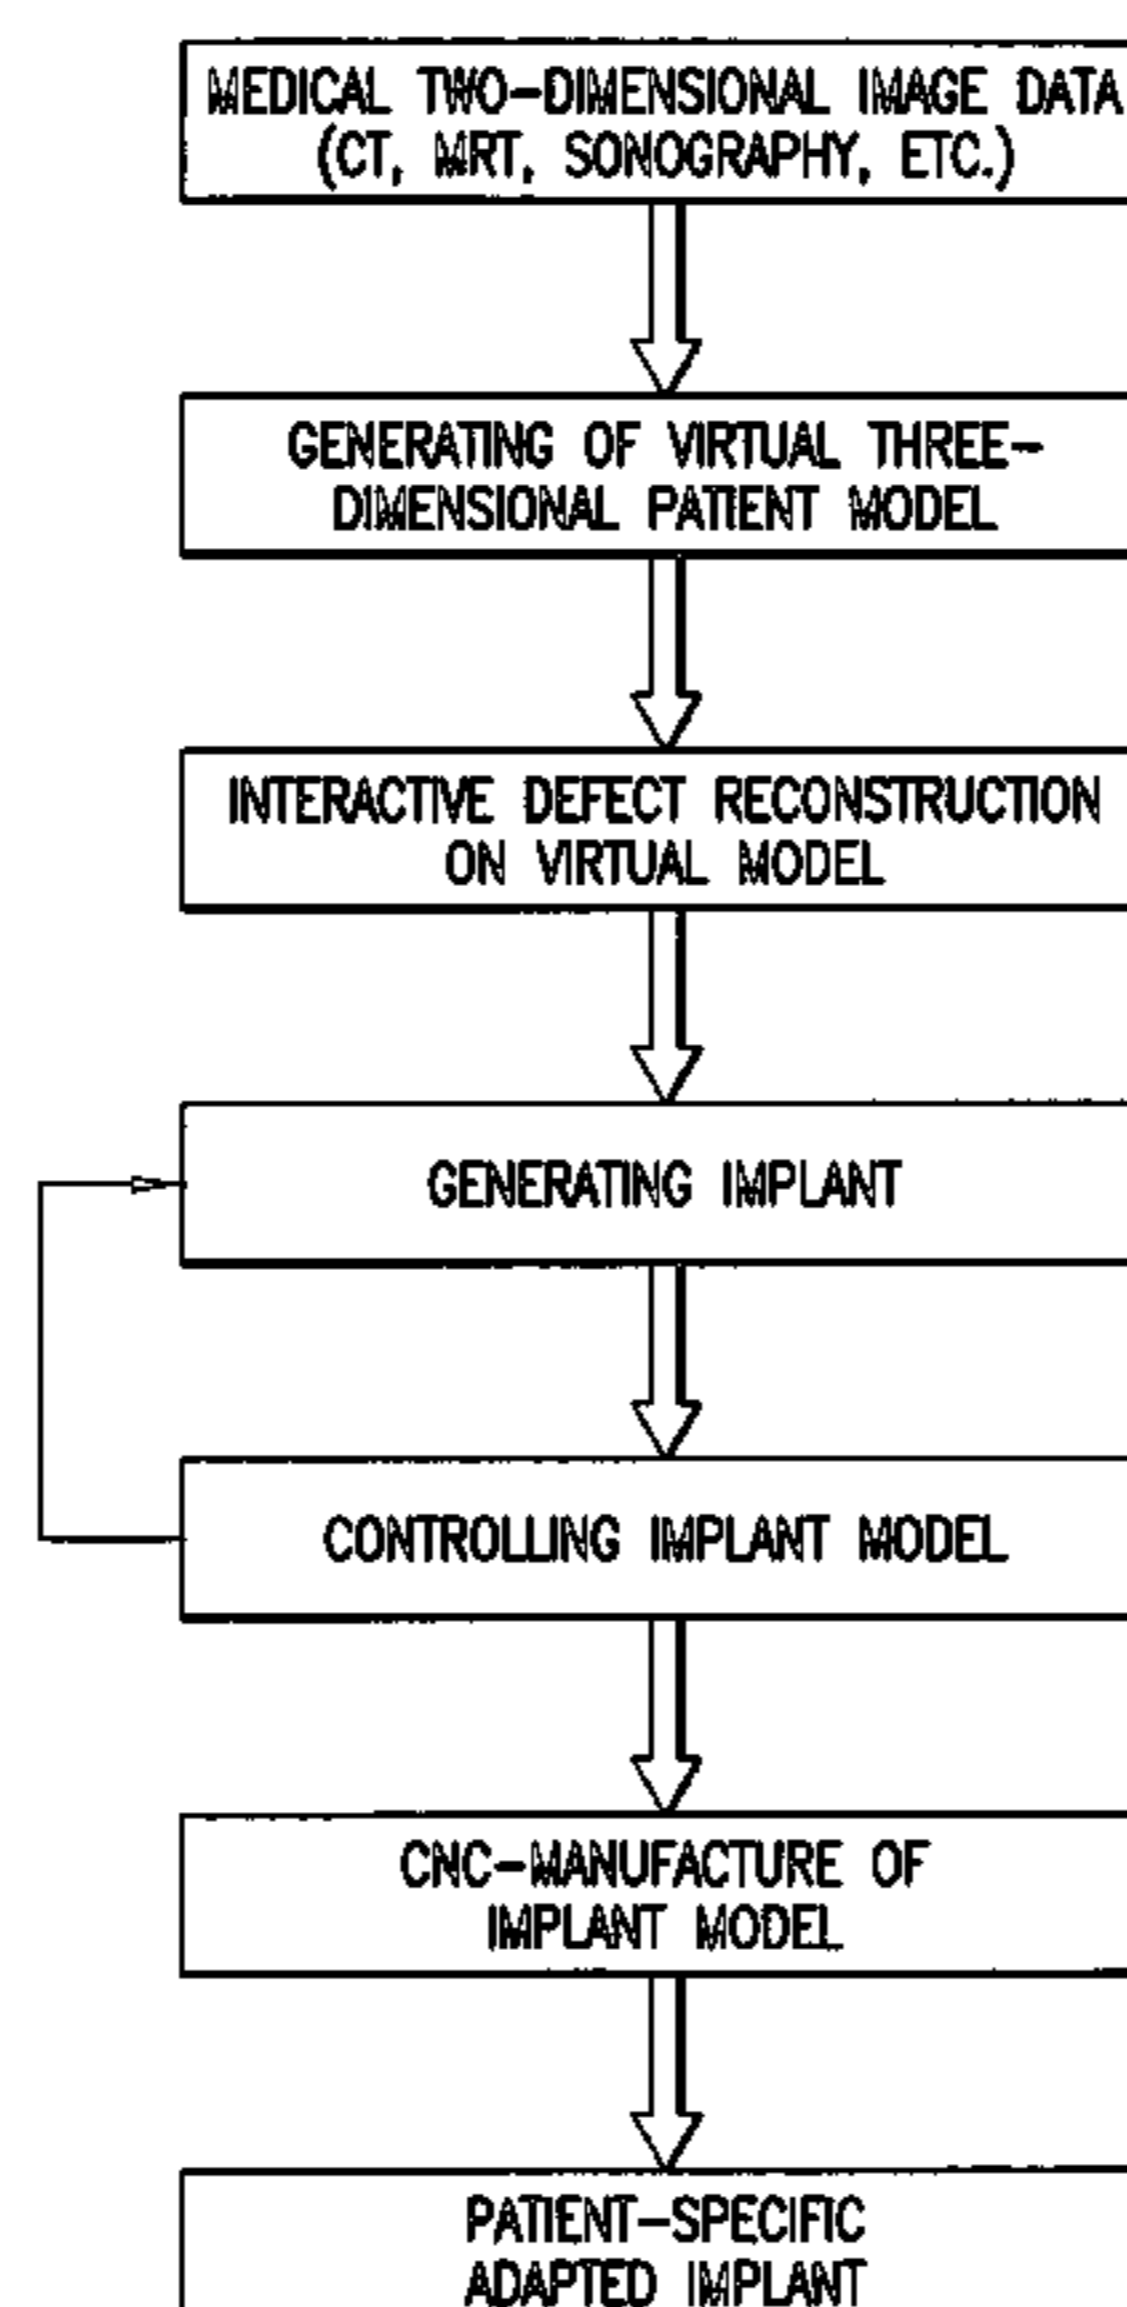 MEDICAL TWO-DIMENSIONAL IMAGE DATA
(CT, MRT, SONOGRAPHY, ETC.)
GENERATING OF VIRTUAL THREE-
DIMENSIONAL PATIENT MODEL
INTERACTIVE DEFECT RECONSTRUCTION
ON VIRTUAL MODEL
GENERATING IMPLANT
CONTROLLING IMPLANT MODEL
CNC-MANUFACTURE OF
IMPLANT MODEL
PATIENT-SPECIFIC
ADAPTED IMPLANT